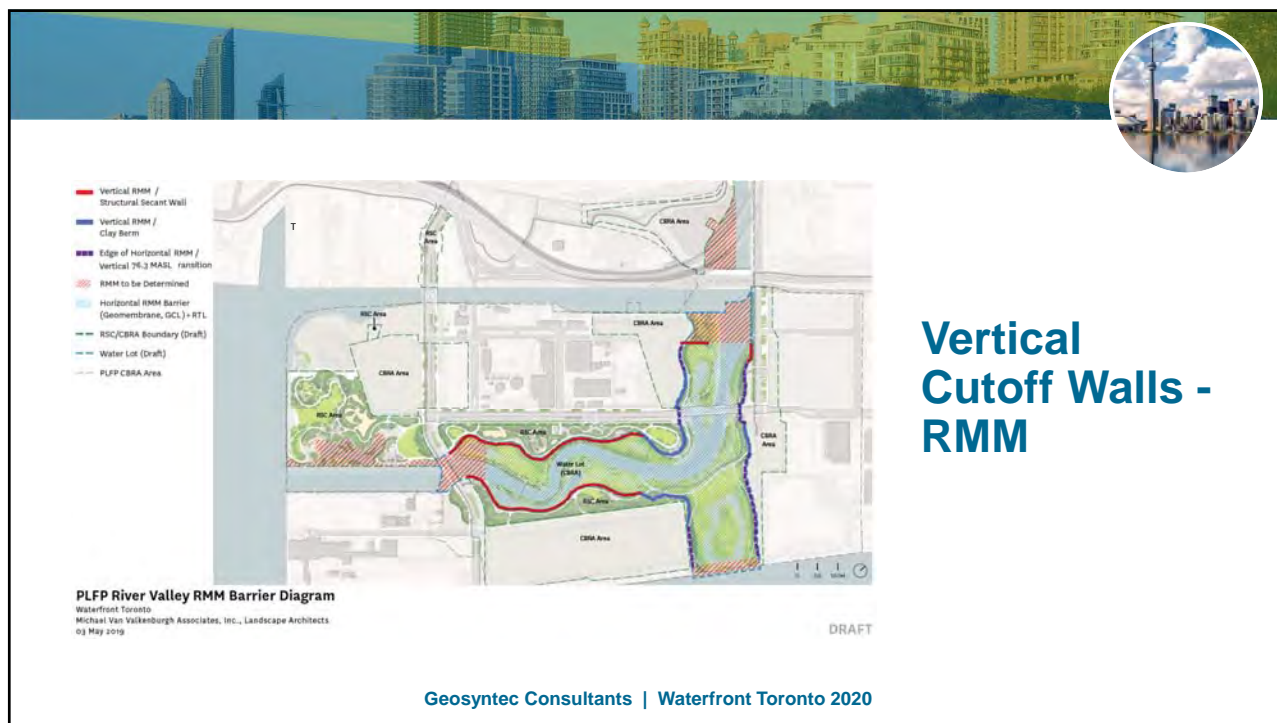 Vertical RMM /
Structural Secant Wall
Vertical RMM /
Clay Berm
Edge of Horizontal RMM /
Vertical 76.3 MASL ransition
RMM to be Determined
Horizontal RMM Barrier
(Geomembrane, GCL) + RTL
RSC/CBRA Boundary (Draft)
Water Lot (Draft)
PLFP CBRA Area
T
RSC
Area
CBRA Area
RSC Area
CBRA Area
CBRA Area
RSC Area
RSC Area
CBRA
Area
Water Lot
(CBRA)
RSC Area
CBRA Area
Vertical
Cutoff Walls -
RMM
PLFP River Valley RMM Barrier Diagram
Waterfront Toronto
Michael Van Valkenburgh Associates, Inc., Landscape Architects
03 May 2019
DRAFT
Geosyntec Consultants | Waterfront Toronto 2020